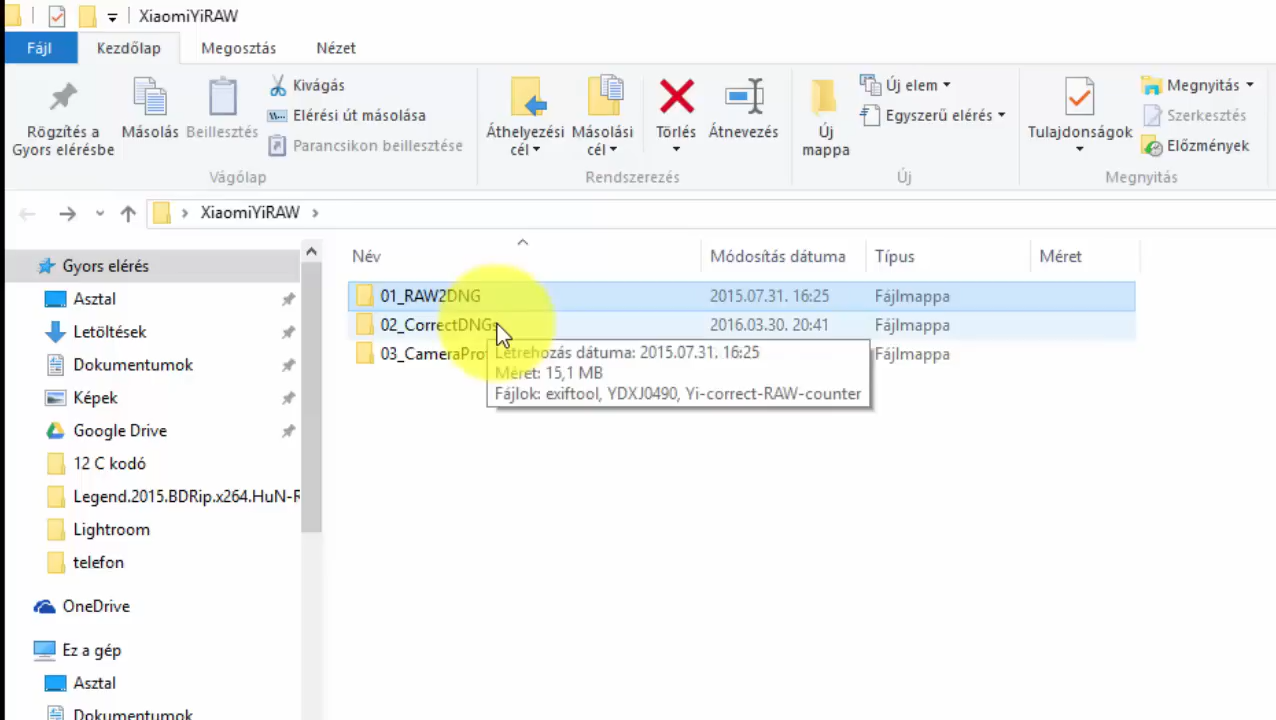 XiaomiYiRAW
Fájl
Kezdőlap
Megosztás
Nézet
Rögzítés a
Gyors elérésbe
Másolás
Beillesztés
Kivágás
Elérési út másolása
Parancsikon beillesztése
Vágólap
Áthelyezési
cél
Másolási
cél
Törlés
Átnevezés
Rendszerezés
Új
mappa
Új elem
Egyszerű elérés
Új
Tulajdonságok
Megnyitás
Szerkesztés
Előzmények
Megnyitás
XiaomiYiRAW
Név
Módosítás dátuma
Típus
Méret
01_RAW2DNG 2015.07.31. 16:25 Fájlmappa
02_CorrectDNGs 2016.03.30. 20:41 Fájlmappa
03_CameraPro Fájlmappa
Létrehozás dátuma: 2015.07.31. 16:25
Méret: 15,1 MB
Fájlok: exiftool, YDXJ0490, Yi-correct-RAW-counter
Gyors elérés
Asztal
Letöltések
Dokumentumok
Képek
Google Drive
12 C kodó
Legend.2015.BDRip.x264.HuN-R
Lightroom
telefon
OneDrive
Ez a gép
Asztal
Dokumentumok